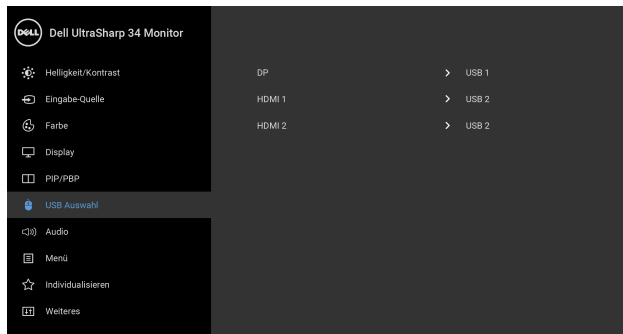 DELL Dell UltraSharp 34 Monitor
Helligkeit/Kontrast
Eingabe-Quelle
Farbe
Display
PIP/PBP
USB Auswahl
Audio
Menü
Individualisieren
Weiteres
DP > USB 1
HDMI 1 > USB 2
HDMI 2 > USB 2